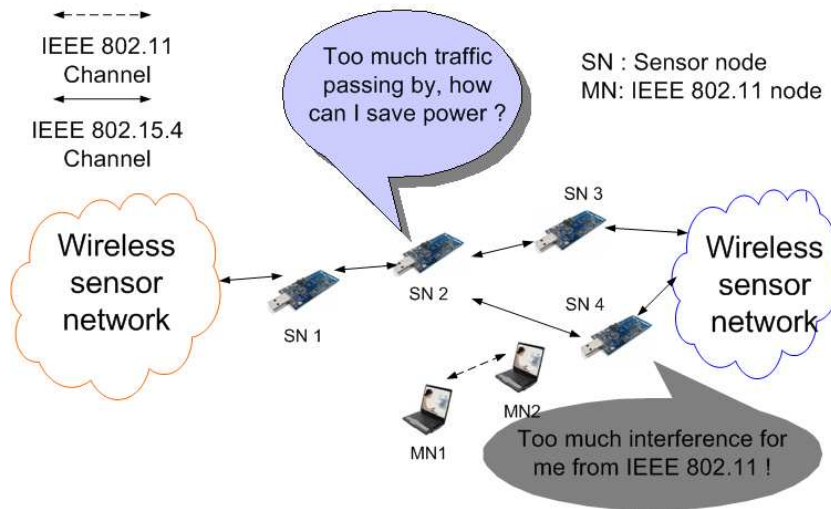 IEEE 802.11
Channel
IEEE 802.15.4
Channel
Too much traffic
passing by, how
can I save power ?
SN : Sensor node
MN: IEEE 802.11 node
Wireless
sensor
network
SN 1
SN 2
SN 3
SN 4
Wireless
sensor
network
MN1
MN2
Too much interference for
me from IEEE 802.11 !